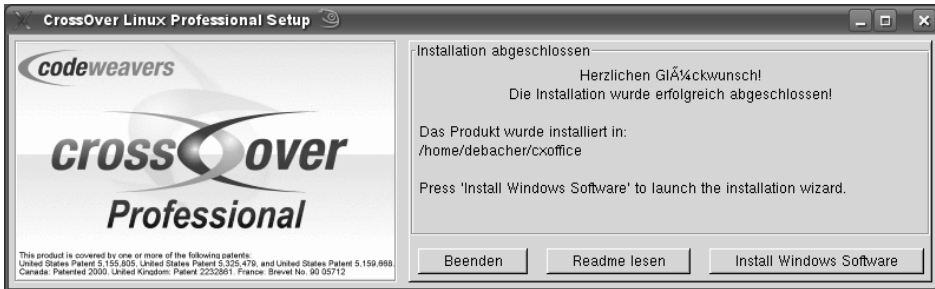 CrossOver Linux Professional Setup
codeweavers
cross over
Professional
This product is covered by one or more of the following patents:
United States Patent 5,155,805, United States Patent 5,325,479, and United States Patent 5,159,668.
Canada: Patented 2000. United Kingdom: Patent 2232861. France: Brevet No. 90 05712
Installation abgeschlossen
Herzlichen GlÃ¼ckwunsch!
Die Installation wurde erfolgreich abgeschlossen!
Das Produkt wurde installiert in:
/home/debacher/cxoffice
Press 'Install Windows Software' to launch the installation wizard.
Beenden
Readme lesen
Install Windows Software